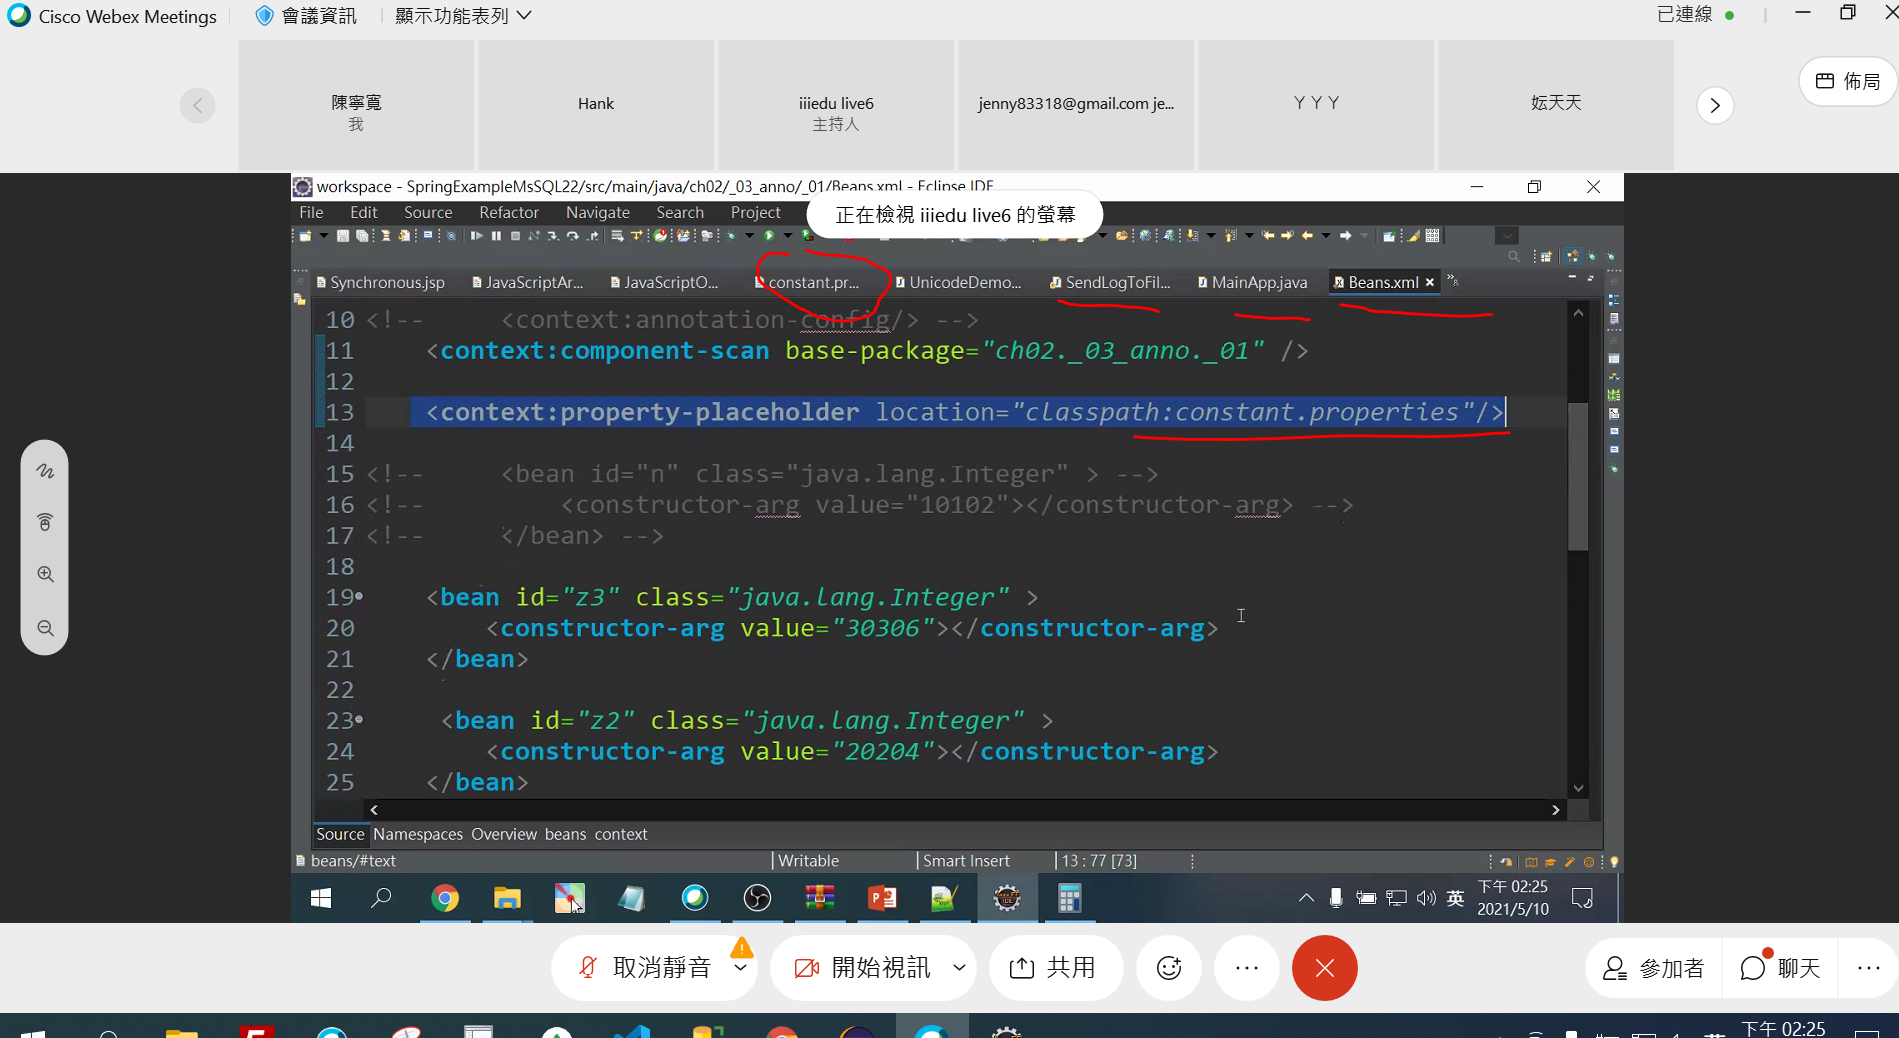 Cisco Webex Meetings 會議資訊 顯示功能表列 已連線
陳寧寬
我
Hank
iiiedu live6
主持人
jenny83318@gmail.com je...
Y Y Y
妘天天
佈局
workspace - SpringExampleMsSQL22/src/main/java/ch02/_03_anno/_01/Beans.xml - Eclipse IDE
正在檢視 iiiedu live6 的螢幕
File Edit Source Refactor Navigate Search Project
Synchronous.jsp JavaScriptAr... JavaScriptO... constant.pr... UnicodeDemo... SendLogToFil... MainApp.java Beans.xml
10 <!--     <context:annotation-config/> -->
11     <context:component-scan base-package="ch02._03_anno._01" />
12
13     <context:property-placeholder location="classpath:constant.properties"/>
14
15 <!--     <bean id="n" class="java.lang.Integer" > -->
16 <!--         <constructor-arg value="10102"></constructor-arg> -->
17 <!--     </bean> -->
18
19     <bean id="z3" class="java.lang.Integer" >
20         <constructor-arg value="30306"></constructor-arg>
21     </bean>
22
23      <bean id="z2" class="java.lang.Integer" >
24         <constructor-arg value="20204"></constructor-arg>
25     </bean>
Source Namespaces Overview beans context
beans/#text Writable Smart Insert 13 : 77 [73]
英 下午 02:25
2021/5/10
取消靜音 開始視訊 共用 參加者 聊天
下午 02:25